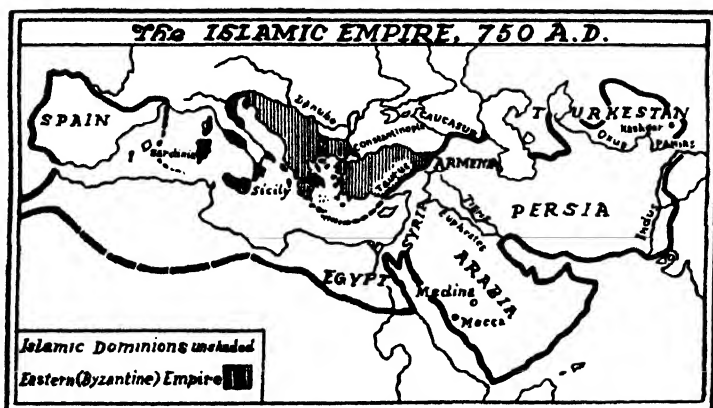 The ISLAMIC EMPIRE, 750 A.D.
SPAIN
Sardinia
Sicily
Danube
Constantinople
CAUCASUS
TAURUS
ARMENIA
TURKESTAN
Oxus
Kashgar
PAMIRS
PERSIA
Indus
Tigris
Euphrates
SYRIA
EGYPT
ARABIA
Medina
Mecca
Islamic Dominions unshaded
Eastern (Byzantine) Empire